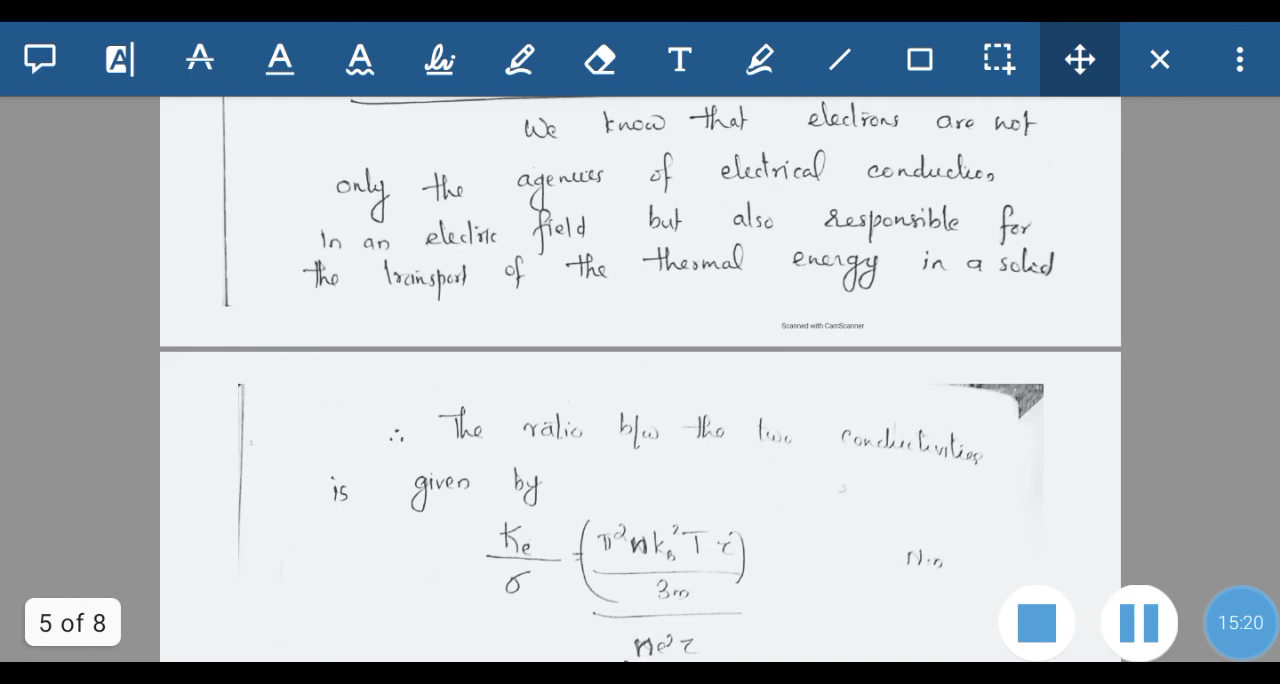 We know that electrons are not
only the agencies of electrical conduction
in an electric field but also responsible for
the transport of the thermal energy in a solid
Scanned with CamScanner
∴ The ratio b/w the two conductivities
is given by
Ke/σ = (π²nk_B²Tτ/3m)
ne²τ
5 of 8
15:20